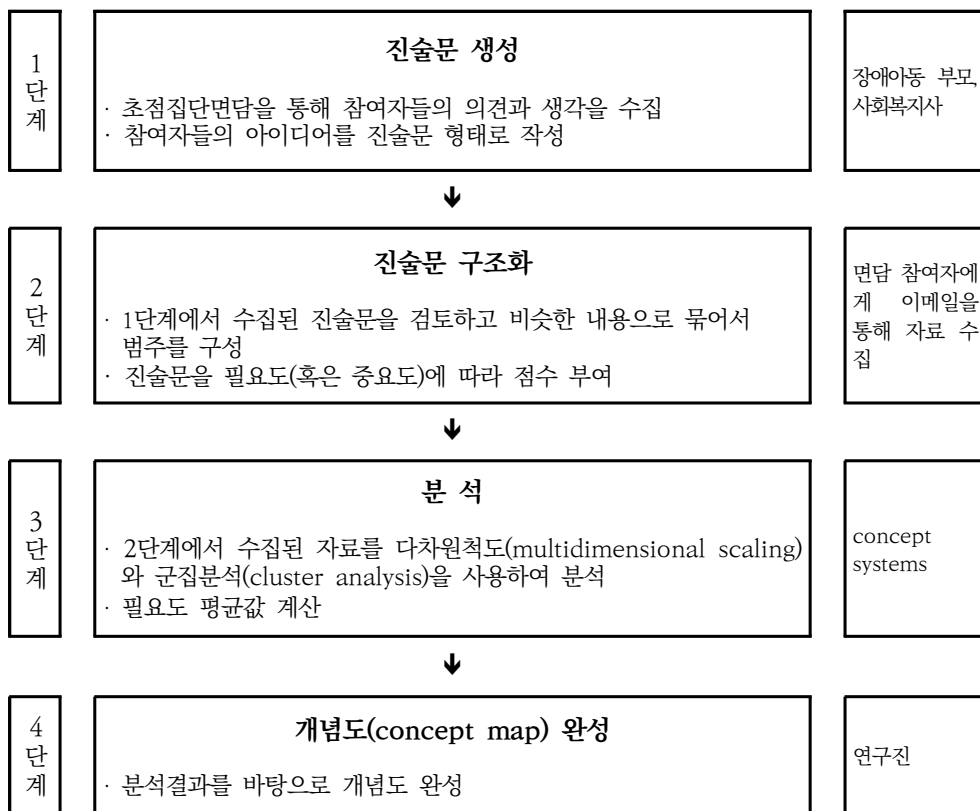 1
단
계
진술문 생성
· 초점집단면담을 통해 참여자들의 의견과 생각을 수집
· 참여자들의 아이디어를 진술문 형태로 작성
장애아동 부모,
사회복지사
2
단
계
진술문 구조화
· 1단계에서 수집된 진술문을 검토하고 비슷한 내용으로 묶어서
범주를 구성
· 진술문을 필요도(혹은 중요도)에 따라 점수 부여
면담 참여자에
게 이메일을
통해 자료 수
집
3
단
계
분 석
· 2단계에서 수집된 자료를 다차원척도(multidimensional scaling)
와 군집분석(cluster analysis)을 사용하여 분석
· 필요도 평균값 계산
concept
systems
4
단
계
개념도(concept map) 완성
· 분석결과를 바탕으로 개념도 완성
연구진